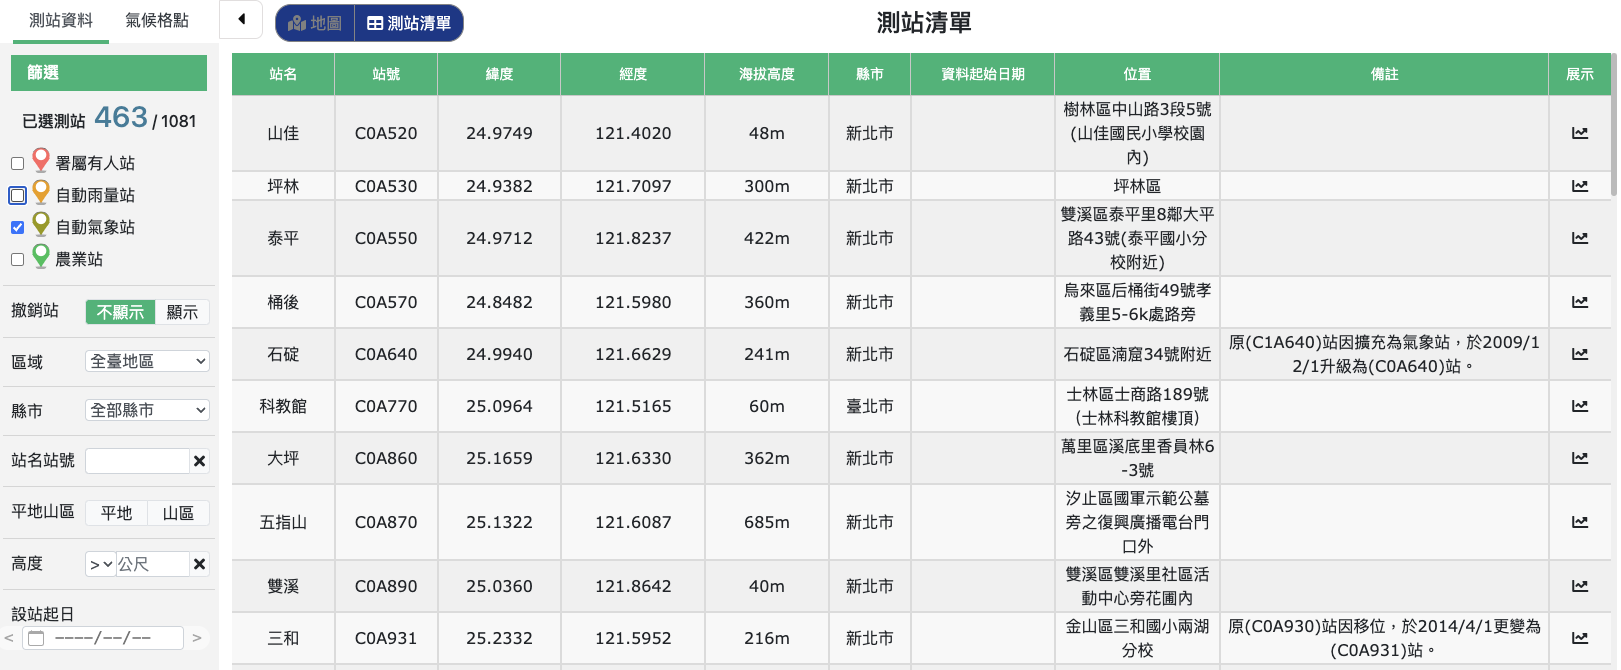 測站資料 氣候格點
地圖 測站清單
測站清單
篩選
已選測站 463 / 1081
署屬有人站
自動雨量站
自動氣象站
農業站
撤銷站 不顯示 顯示
區域 全臺地區
縣市 全部縣市
站名站號
平地山區 平地 山區
高度 > 公尺
設站起日
< ----/--/-- >
站名 站號 緯度 經度 海拔高度 縣市 資料起始日期 位置 備註 展示
山佳 C0A520 24.9749 121.4020 48m 新北市
樹林區中山路3段5號
(山佳國民小學校園
內)
坪林 C0A530 24.9382 121.7097 300m 新北市 坪林區
泰平 C0A550 24.9712 121.8237 422m 新北市
雙溪區泰平里8鄰大平
路43號(泰平國小分
校附近)
桶後 C0A570 24.8482 121.5980 360m 新北市
烏來區后桶街49號孝
義里5-6k處路旁
石碇 C0A640 24.9940 121.6629 241m 新北市 石碇區湳窟34號附近
原(C1A640)站因擴充為氣象站，於2009/1
2/1升級為(C0A640)站。
科教館 C0A770 25.0964 121.5165 60m 臺北市
士林區士商路189號
(士林科教館樓頂)
大坪 C0A860 25.1659 121.6330 362m 新北市
萬里區溪底里香員林6
-3號
五指山 C0A870 25.1322 121.6087 685m 新北市
汐止區國軍示範公墓
旁之復興廣播電台門
口外
雙溪 C0A890 25.0360 121.8642 40m 新北市
雙溪區雙溪里社區活
動中心旁花圃內
三和 C0A931 25.2332 121.5952 216m 新北市
金山區三和國小兩湖
分校
原(C0A930)站因移位，於2014/4/1更變為
(C0A931)站。